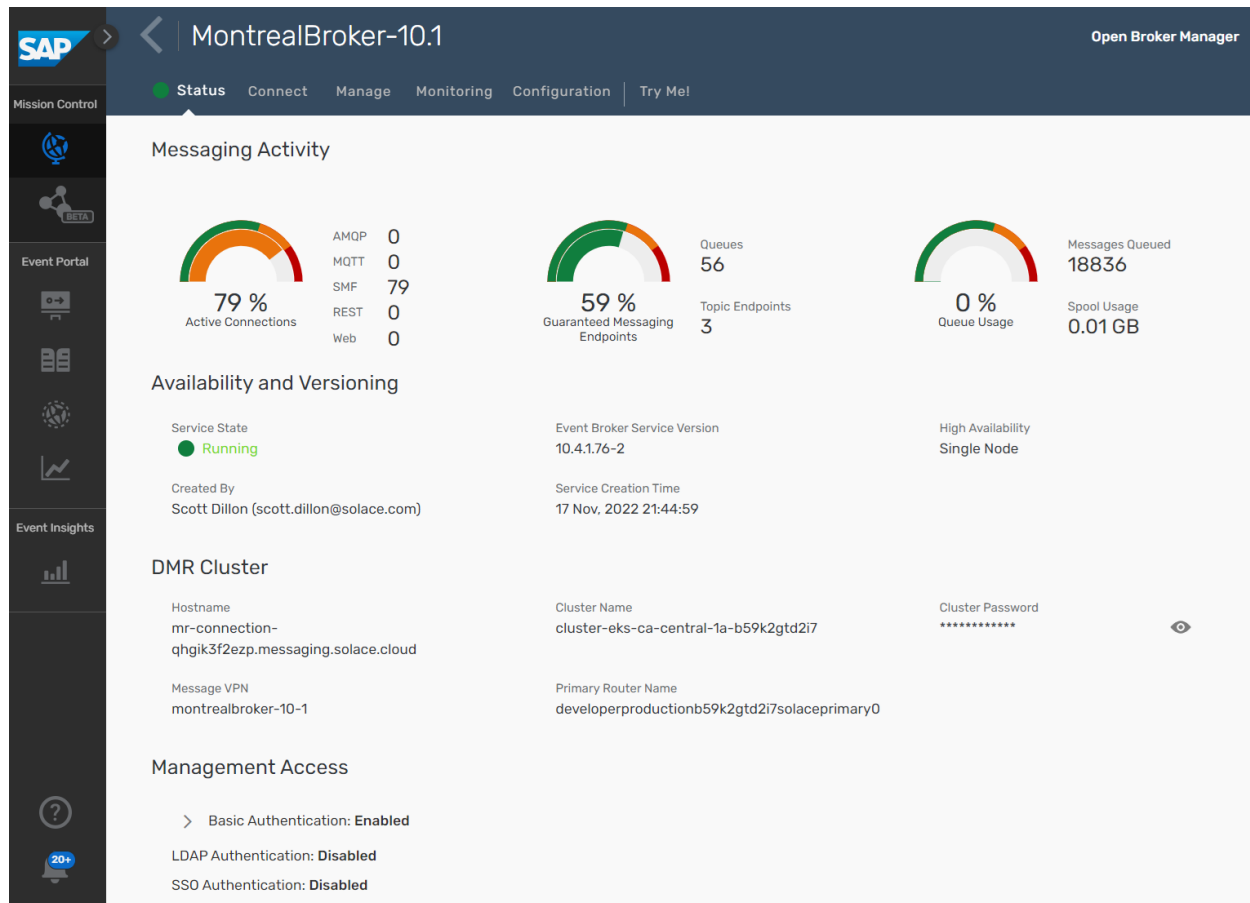 SAP
MontrealBroker-10.1
Open Broker Manager
Status Connect Manage Monitoring Configuration Try Me!
Mission Control
BETA
Event Portal
Event Insights
20+
Messaging Activity
79 %
Active Connections
AMQP 0
MQTT 0
SMF 79
REST 0
Web 0
59 %
Guaranteed Messaging
Endpoints
Queues
56
Topic Endpoints
3
0 %
Queue Usage
Messages Queued
18836
Spool Usage
0.01 GB
Availability and Versioning
Service State
Running
Event Broker Service Version
10.4.1.76-2
High Availability
Single Node
Created By
Scott Dillon (scott.dillon@solace.com)
Service Creation Time
17 Nov, 2022 21:44:59
DMR Cluster
Hostname
mr-connection-
qhgik3f2ezp.messaging.solace.cloud
Cluster Name
cluster-eks-ca-central-1a-b59k2gtd2i7
Cluster Password
************
Message VPN
montrealbroker-10-1
Primary Router Name
developerproductionb59k2gtd2i7solaceprimary0
Management Access
> Basic Authentication: Enabled
LDAP Authentication: Disabled
SSO Authentication: Disabled